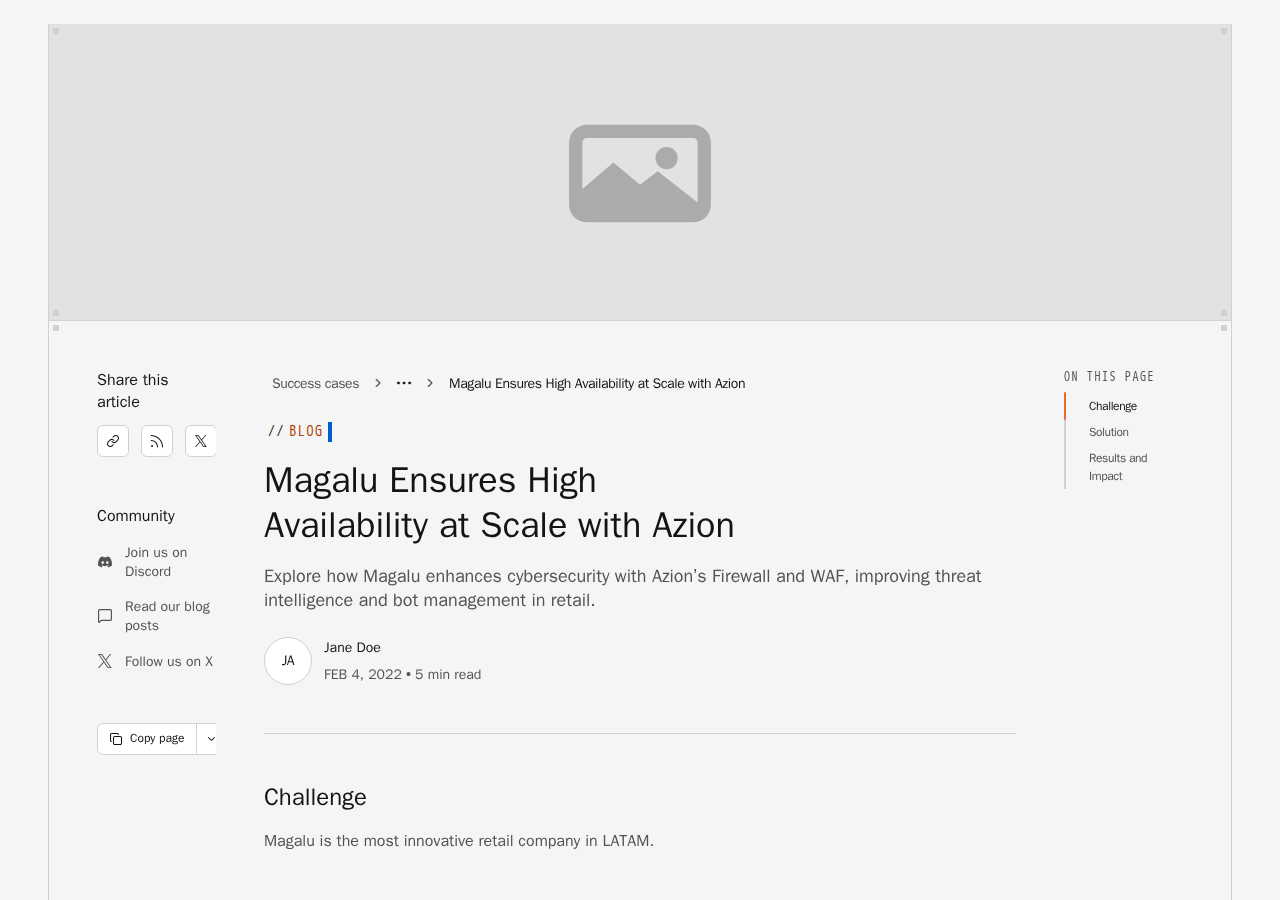 Share this
article
Community
Join us on
Discord
Read our blog
posts
Follow us on X
Copy page
Success cases > ••• > Magalu Ensures High Availability at Scale with Azion
// BLOG
Magalu Ensures High
Availability at Scale with Azion
Explore how Magalu enhances cybersecurity with Azion’s Firewall and WAF, improving threat
intelligence and bot management in retail.
JA
Jane Doe
FEB 4, 2022 • 5 min read
Challenge
Magalu is the most innovative retail company in LATAM.
ON THIS PAGE
Challenge
Solution
Results and
Impact